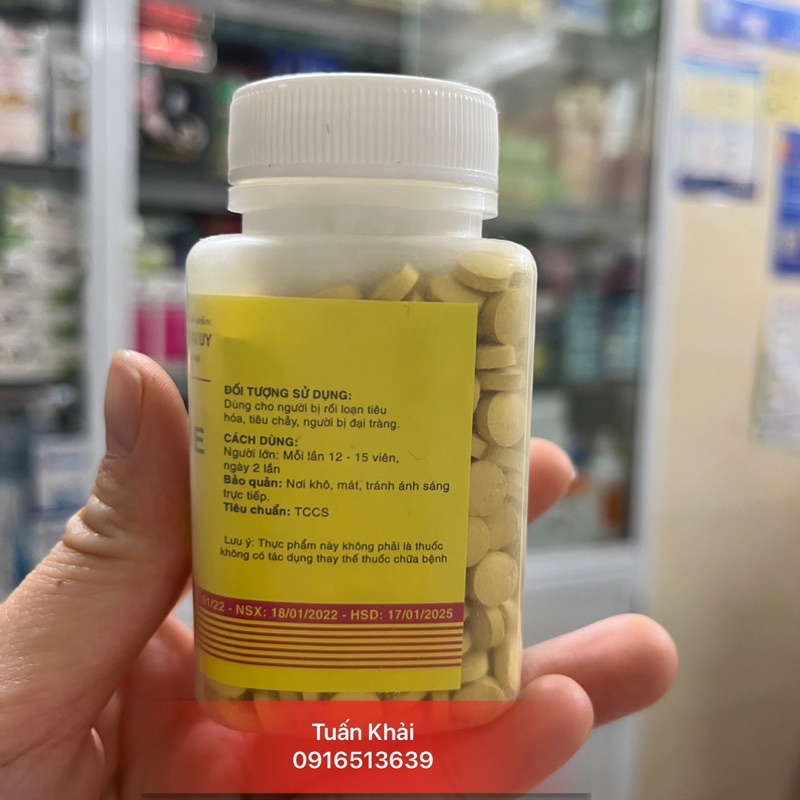 UY
E
ĐỐI TƯỢNG SỬ DỤNG:
Dùng cho người bị rối loạn tiêu
hóa, tiêu chảy, người bị đại tràng.
CÁCH DÙNG:
Người lớn: Mỗi lần 12 - 15 viên,
ngày 2 lần
Bảo quản: Nơi khô, mát, tránh ánh sáng
trực tiếp.
Tiêu chuẩn: TCCS
Lưu ý: Thực phẩm này không phải là thuốc
không có tác dụng thay thế thuốc chữa bệnh
01/22 - NSX: 18/01/2022 - HSD: 17/01/2025
Tuấn Khải
0916513639